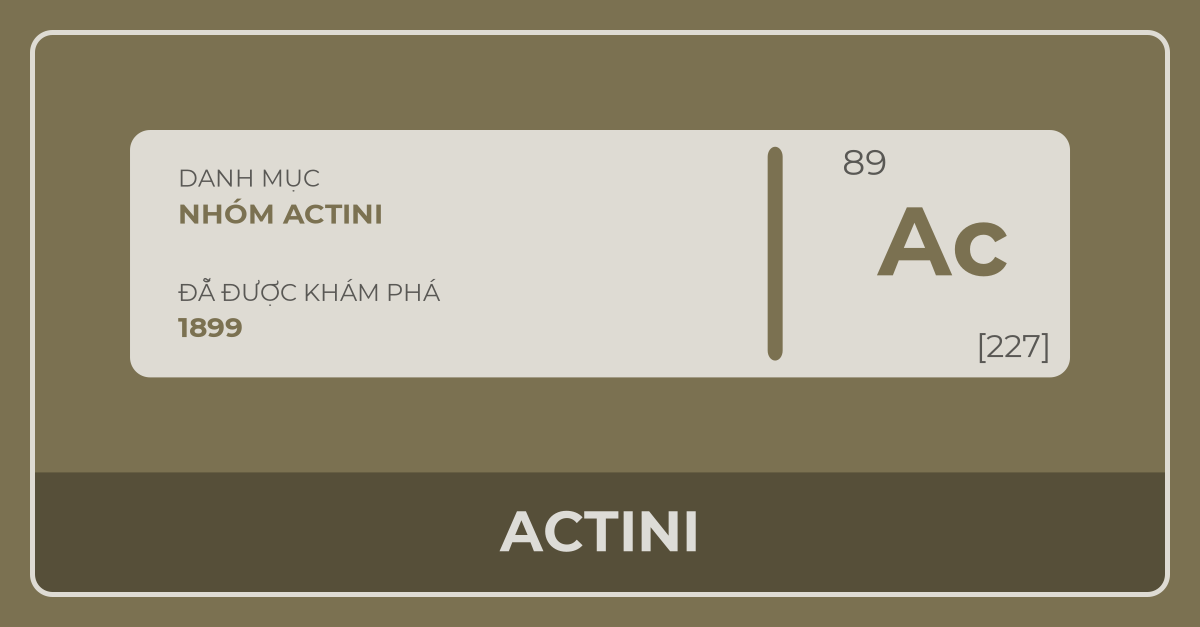 DANH MỤC
NHÓM ACTINI
ĐÃ ĐƯỢC KHÁM PHÁ
1899
89
Ac
[227]
ACTINI